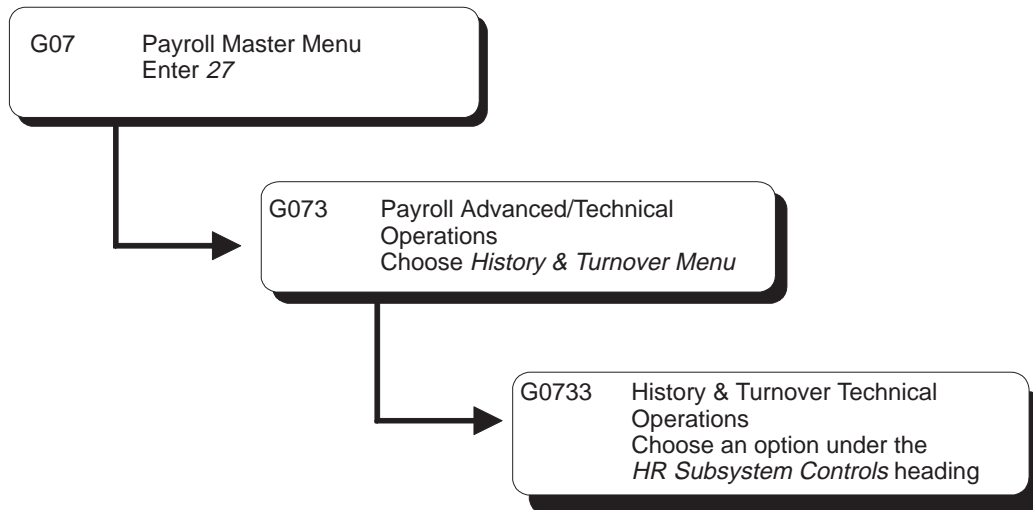 G07 Payroll Master Menu
Enter 27
G073 Payroll Advanced/Technical
Operations
Choose History & Turnover Menu
G0733 History & Turnover Technical
Operations
Choose an option under the
HR Subsystem Controls heading